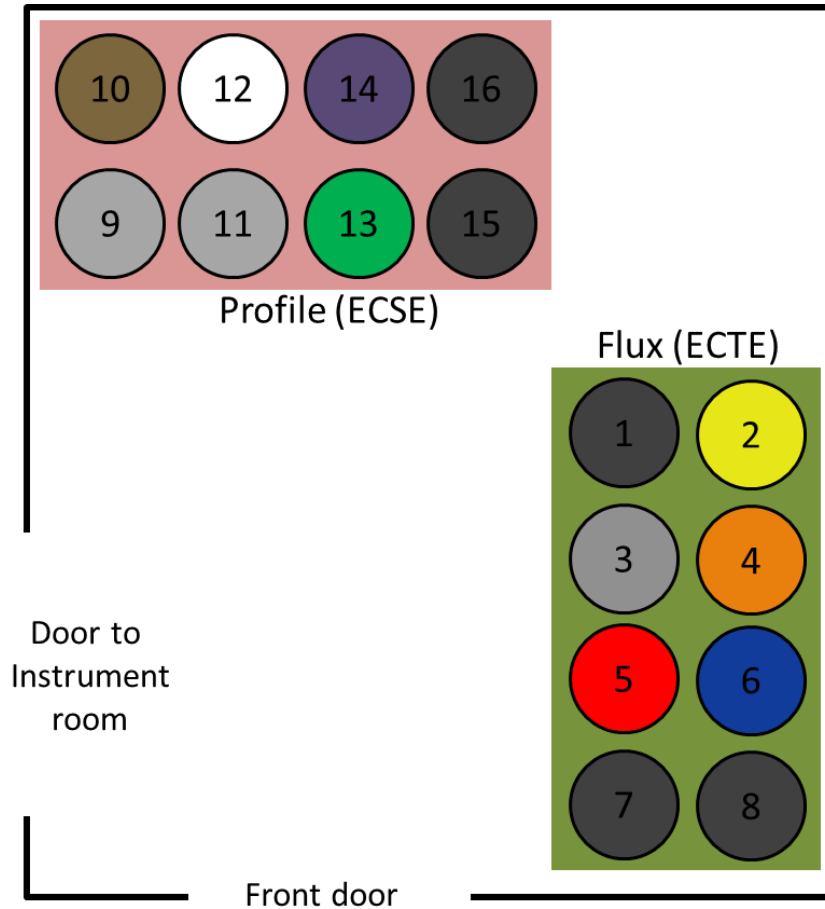 10 12 14 16
9 11 13 15
Profile (ECSE)
Flux (ECTE)
1 2
3 4
5 6
7 8
Door to
Instrument
room
Front door